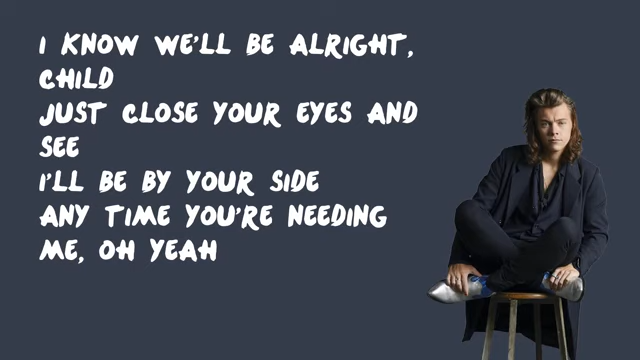 I KNOW WE'LL BE ALRIGHT,
CHILD
JUST CLOSE YOUR EYES AND
SEE
I'LL BE BY YOUR SIDE
ANY TIME YOU'RE NEEDING
ME, OH YEAH